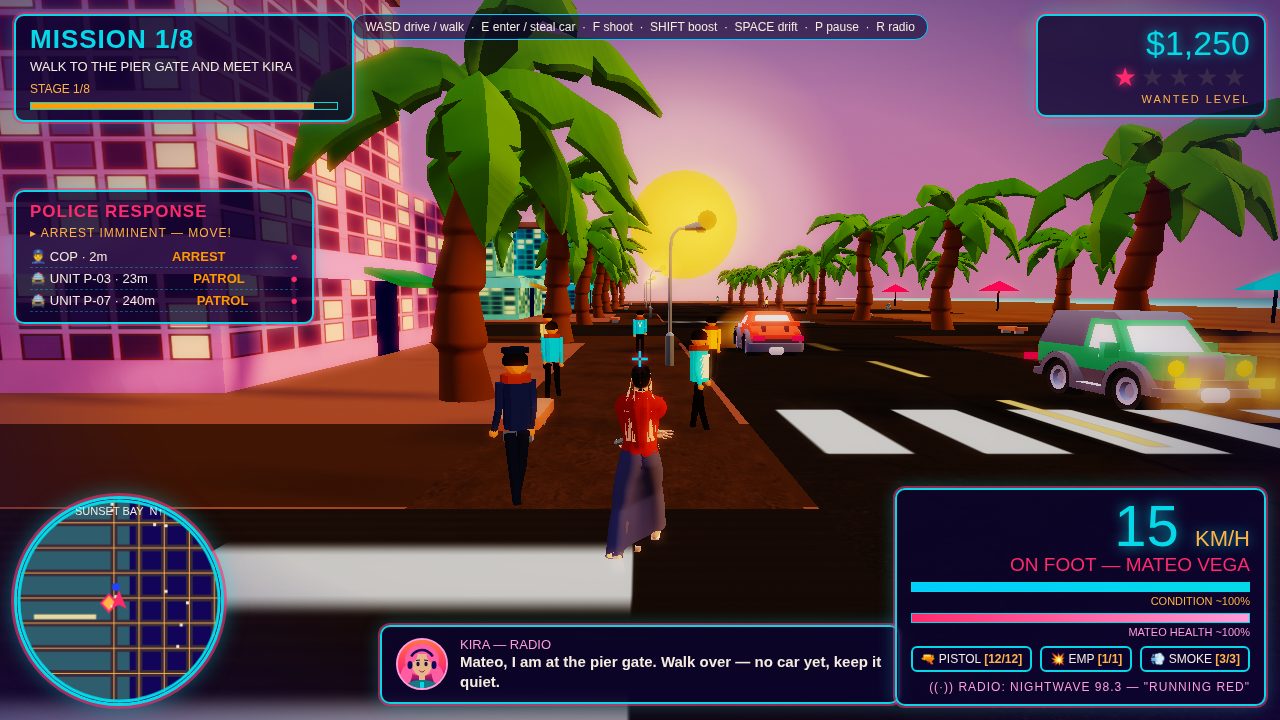 MISSION 1/8
WALK TO THE PIER GATE AND MEET KIRA
STAGE 1/8
WASD drive / walk · E enter / steal car · F shoot · SHIFT boost · SPACE drift · P pause · R radio
$1,250
WANTED LEVEL
POLICE RESPONSE
▸ ARREST IMMINENT — MOVE!
COP · 2m ARREST
UNIT P-03 · 23m PATROL
UNIT P-07 · 240m PATROL
SUNSET BAY N
15 KM/H
ON FOOT — MATEO VEGA
CONDITION ~100%
MATEO HEALTH ~100%
PISTOL [12/12] EMP [1/1] SMOKE [3/3]
((·)) RADIO: NIGHTWAVE 98.3 — "RUNNING RED"
KIRA — RADIO
Mateo, I am at the pier gate. Walk over — no car yet, keep it
quiet.